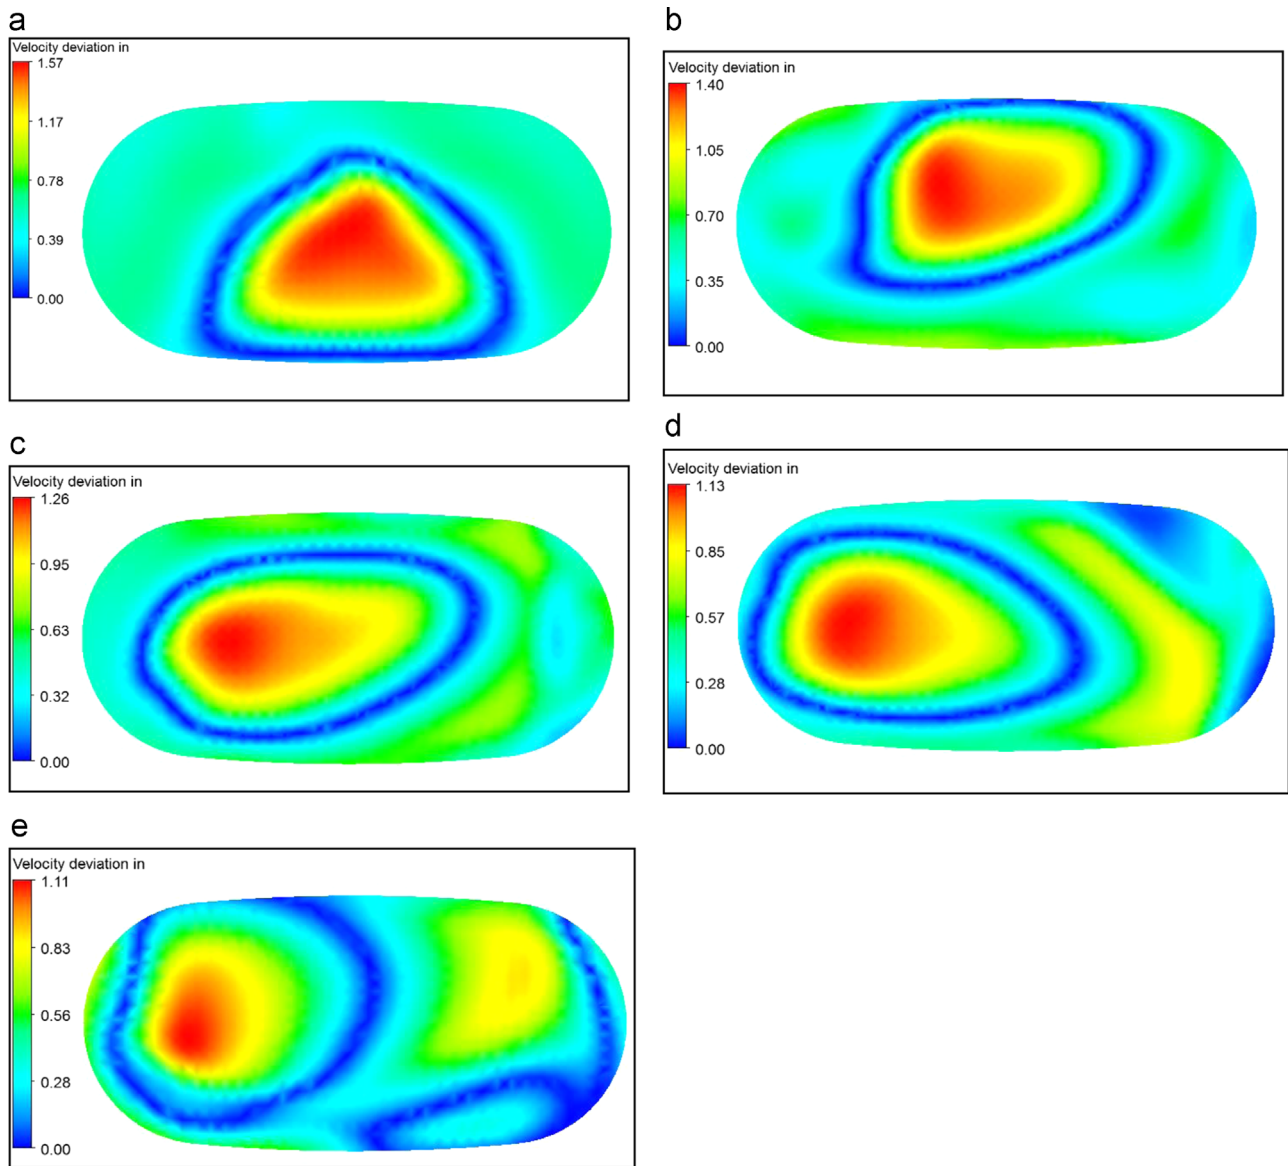 a
Velocity deviation in
1.57
1.17
0.78
0.39
0.00
b
Velocity deviation in
1.40
1.05
0.70
0.35
0.00
c
Velocity deviation in
1.26
0.95
0.63
0.32
0.00
d
Velocity deviation in
1.13
0.85
0.57
0.28
0.00
e
Velocity deviation in
1.11
0.83
0.56
0.28
0.00